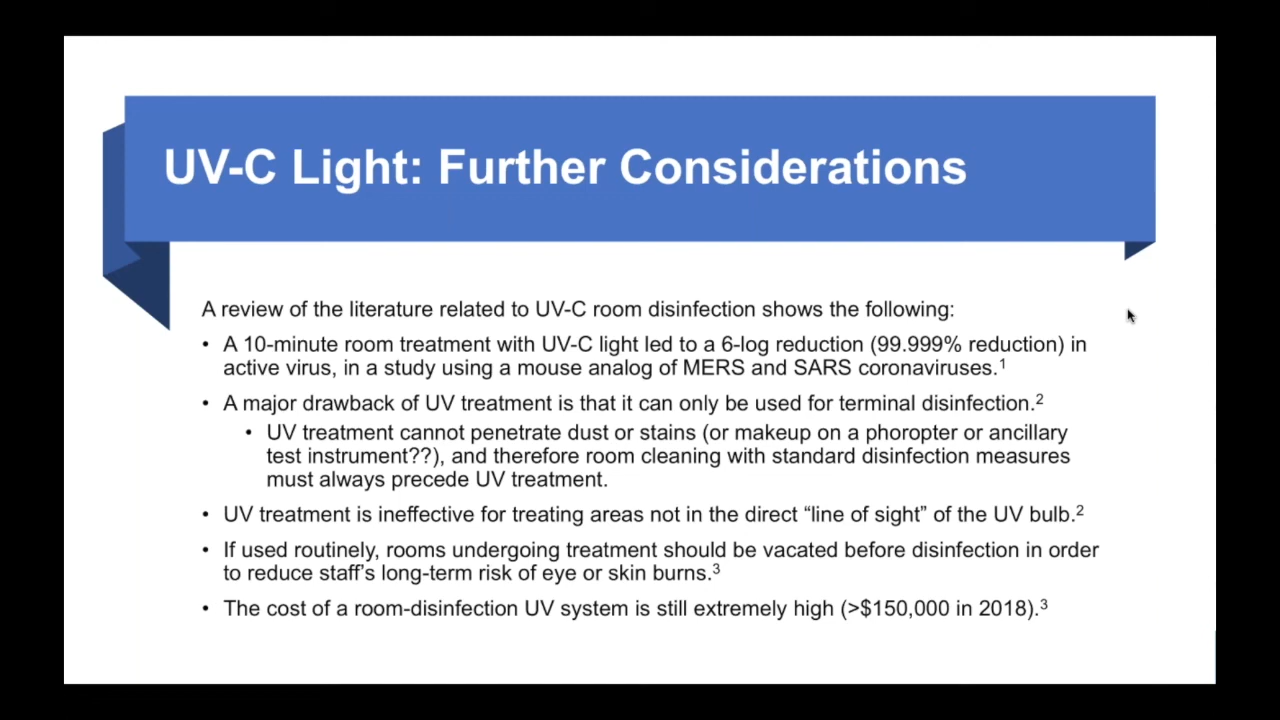 UV-C Light: Further Considerations
A review of the literature related to UV-C room disinfection shows the following:
• A 10-minute room treatment with UV-C light led to a 6-log reduction (99.999% reduction) in
active virus, in a study using a mouse analog of MERS and SARS coronaviruses.¹
• A major drawback of UV treatment is that it can only be used for terminal disinfection.²
• UV treatment cannot penetrate dust or stains (or makeup on a phoropter or ancillary
test instrument??), and therefore room cleaning with standard disinfection measures
must always precede UV treatment.
• UV treatment is ineffective for treating areas not in the direct “line of sight” of the UV bulb.²
• If used routinely, rooms undergoing treatment should be vacated before disinfection in order
to reduce staff’s long-term risk of eye or skin burns.³
• The cost of a room-disinfection UV system is still extremely high (>$150,000 in 2018).³